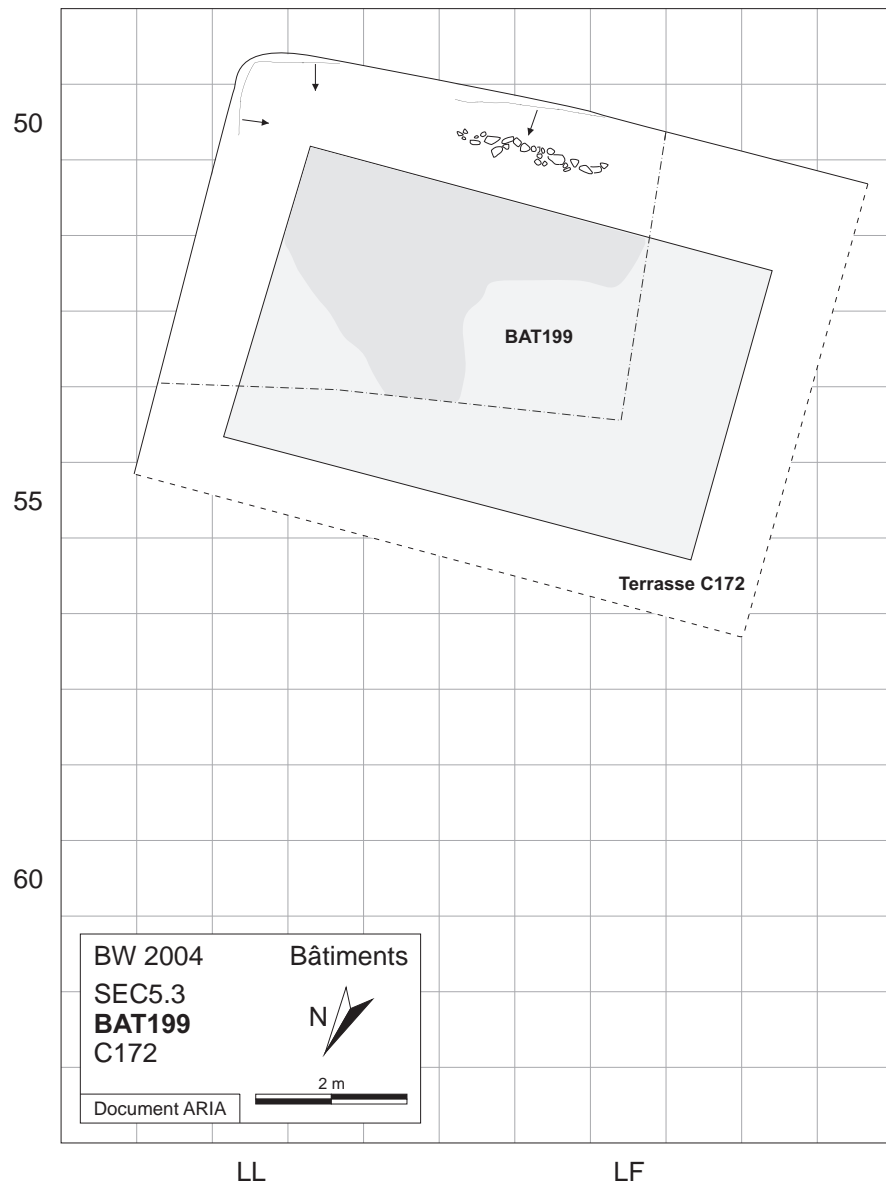 50
BAT199
55
Terrasse C172
60
BW 2004 Bâtiments
SEC5.3
BAT199
N
C172
2 m
Document ARIA
LL LF